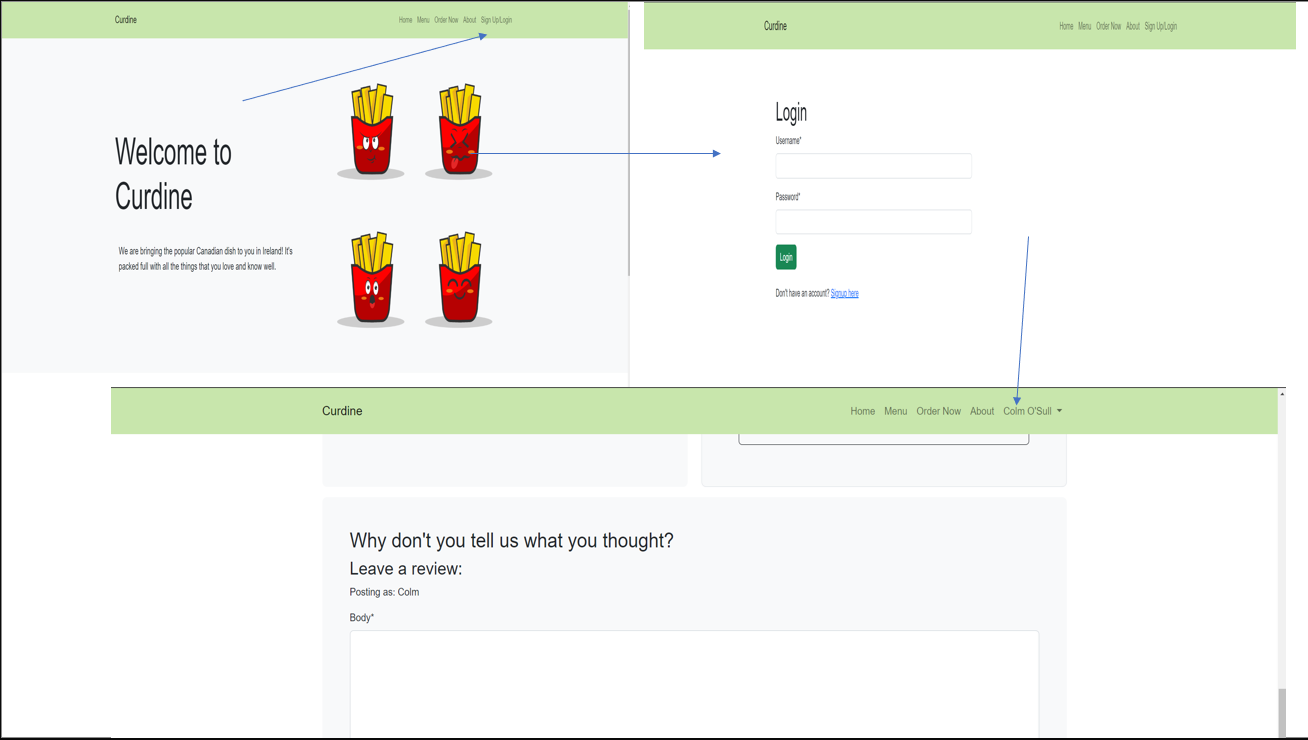 Curdine
Home Menu Order Now About Sign Up/Login
Welcome to
Curdine
We are bringing the popular Canadian dish to you in Ireland! It's
packed full with all the things that you love and know well.
Curdine
Home Menu Order Now About Sign Up/Login
Login
Username*
Password*
Login
Don't have an account? Signup here
Curdine
Home Menu Order Now About Colm O'Sull
Why don't you tell us what you thought?
Leave a review:
Posting as: Colm
Body*